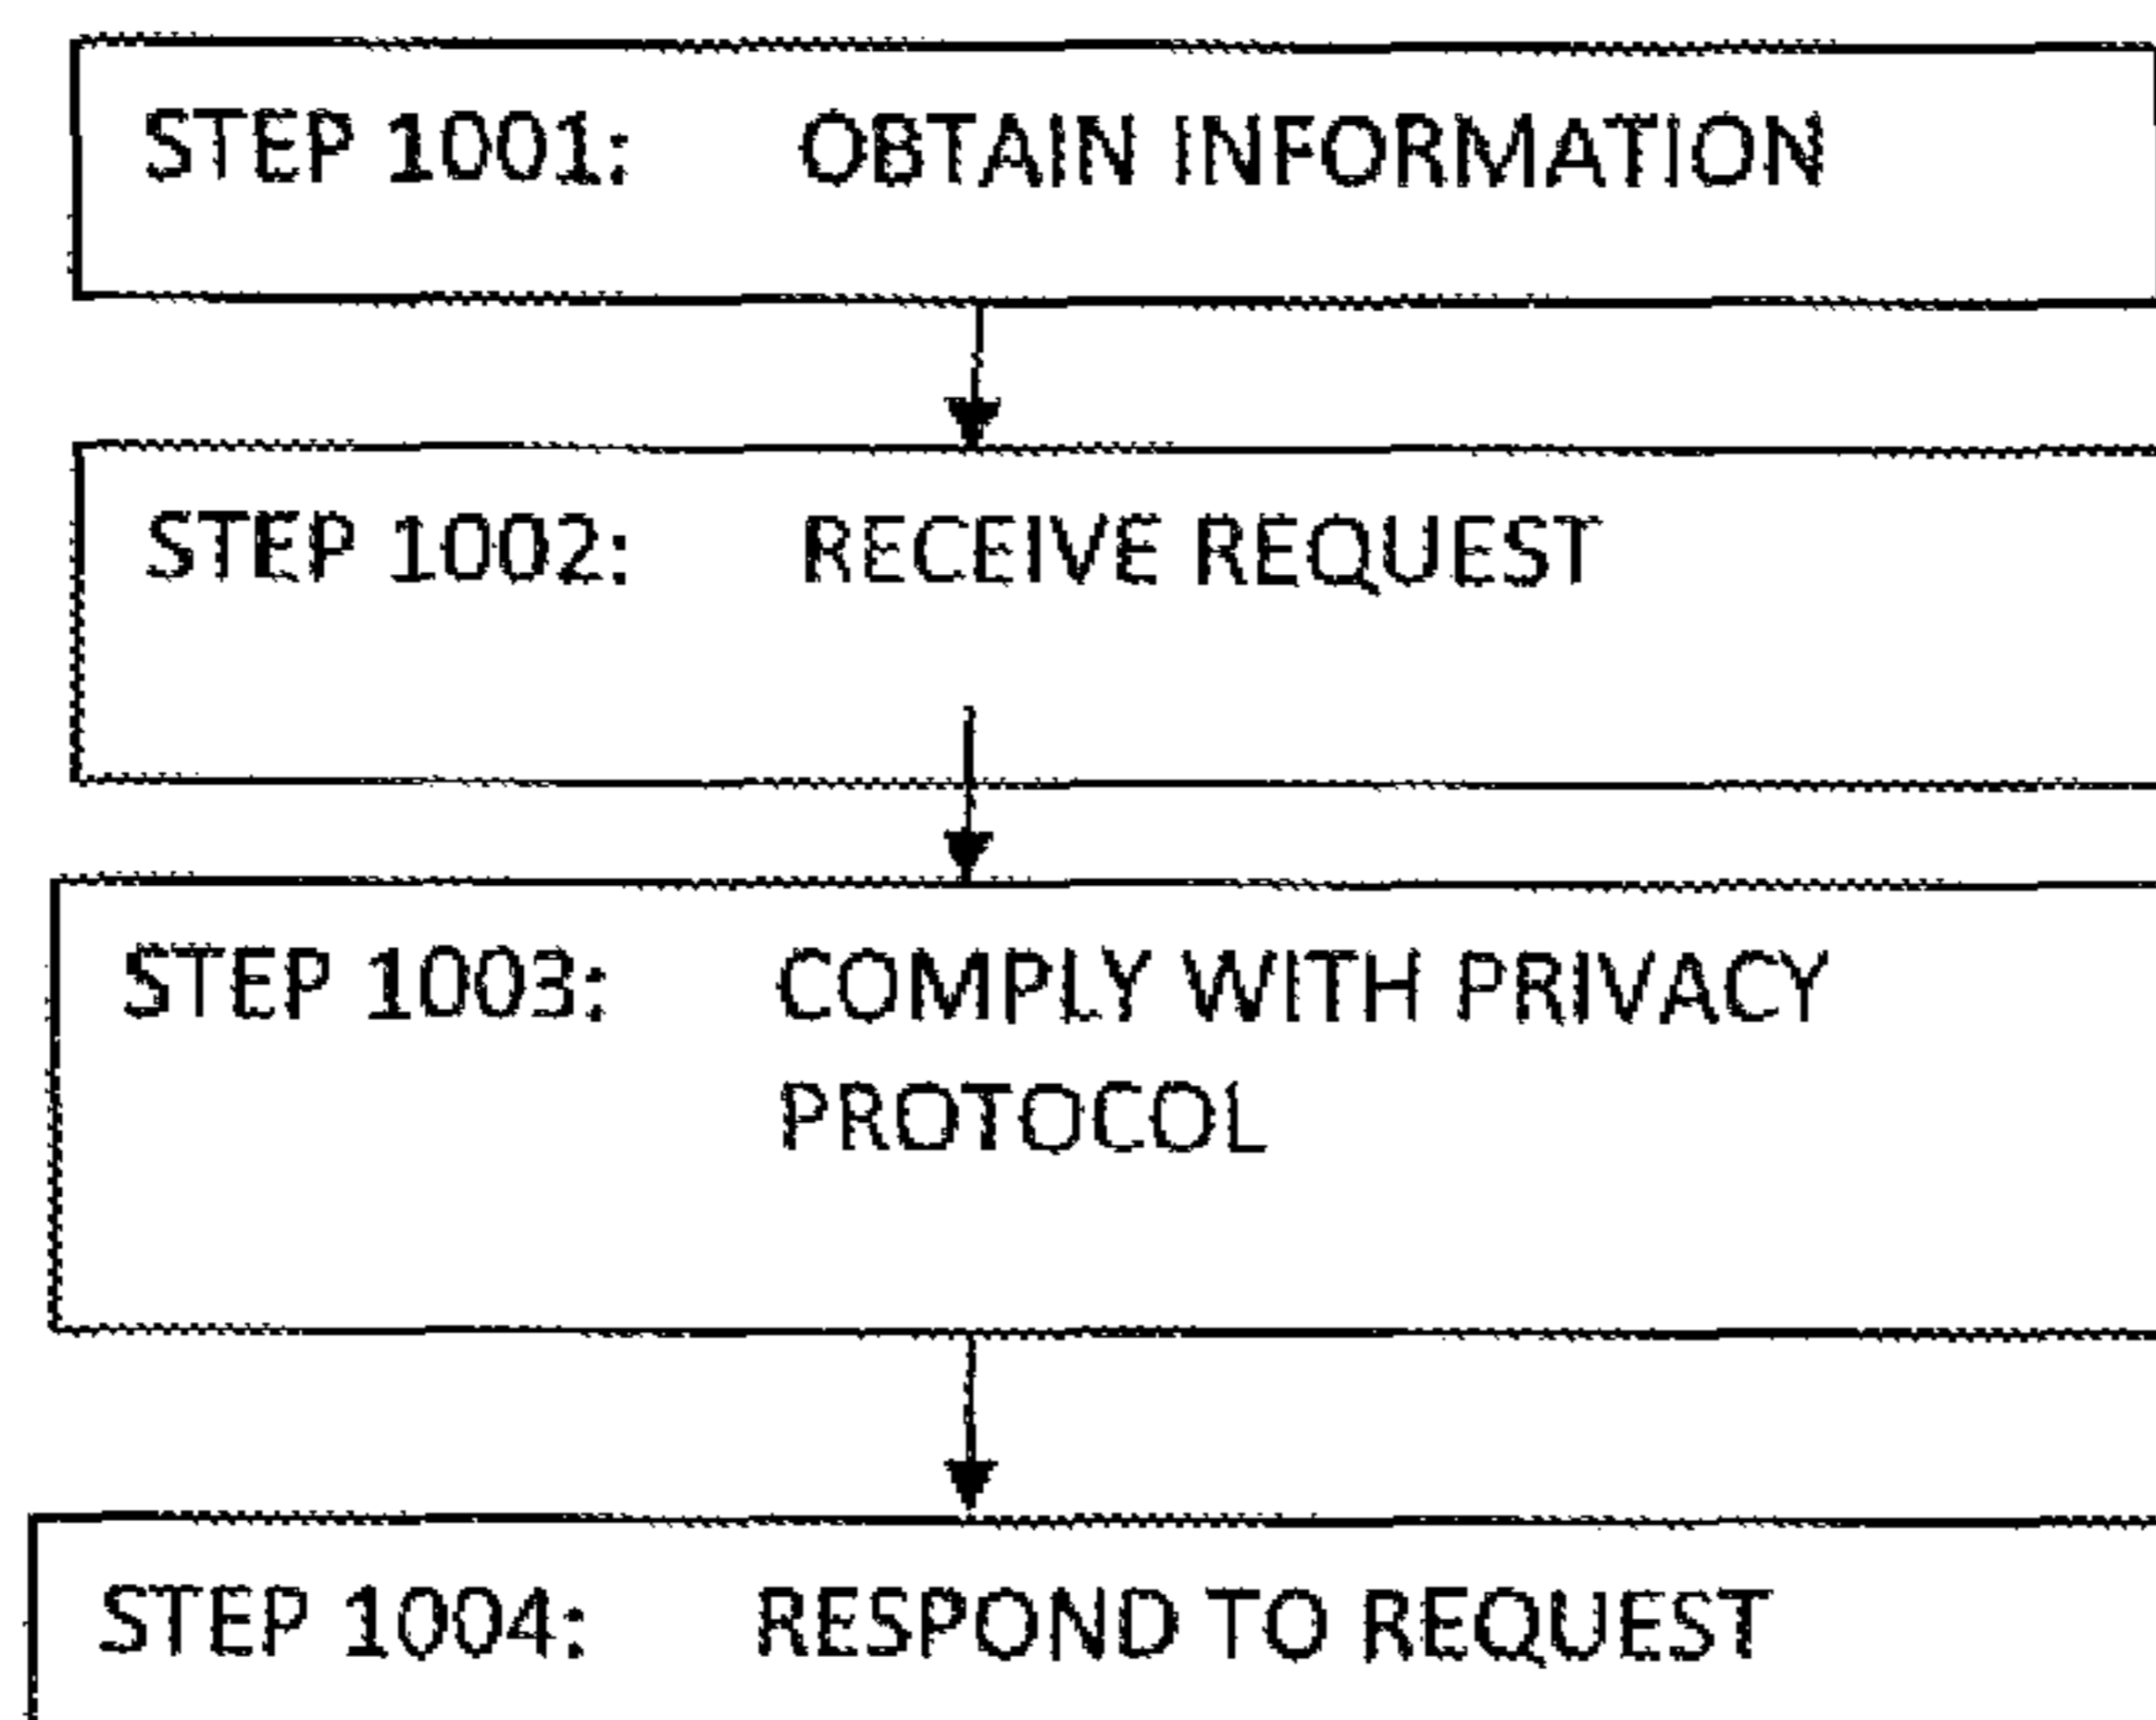 STEP 1001: OBTAIN INFORMATION
STEP 1002: RECEIVE REQUEST
STEP 1003: COMPLY WITH PRIVACY
PROTOCOL
STEP 1004: RESPOND TO REQUEST